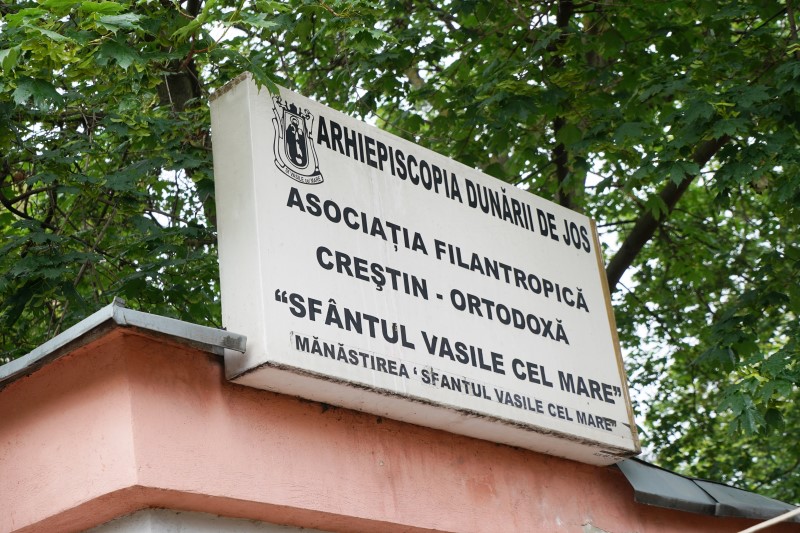 ARHIEPISCOPIA DUNĂRII DE JOS
ASOCIAŢIA FILANTROPICĂ
CREŞTIN - ORTODOXĂ
“SFÂNTUL VASILE CEL MARE”
MĂNĂSTIREA ‘ SFANTUL VASILE CEL MARE”